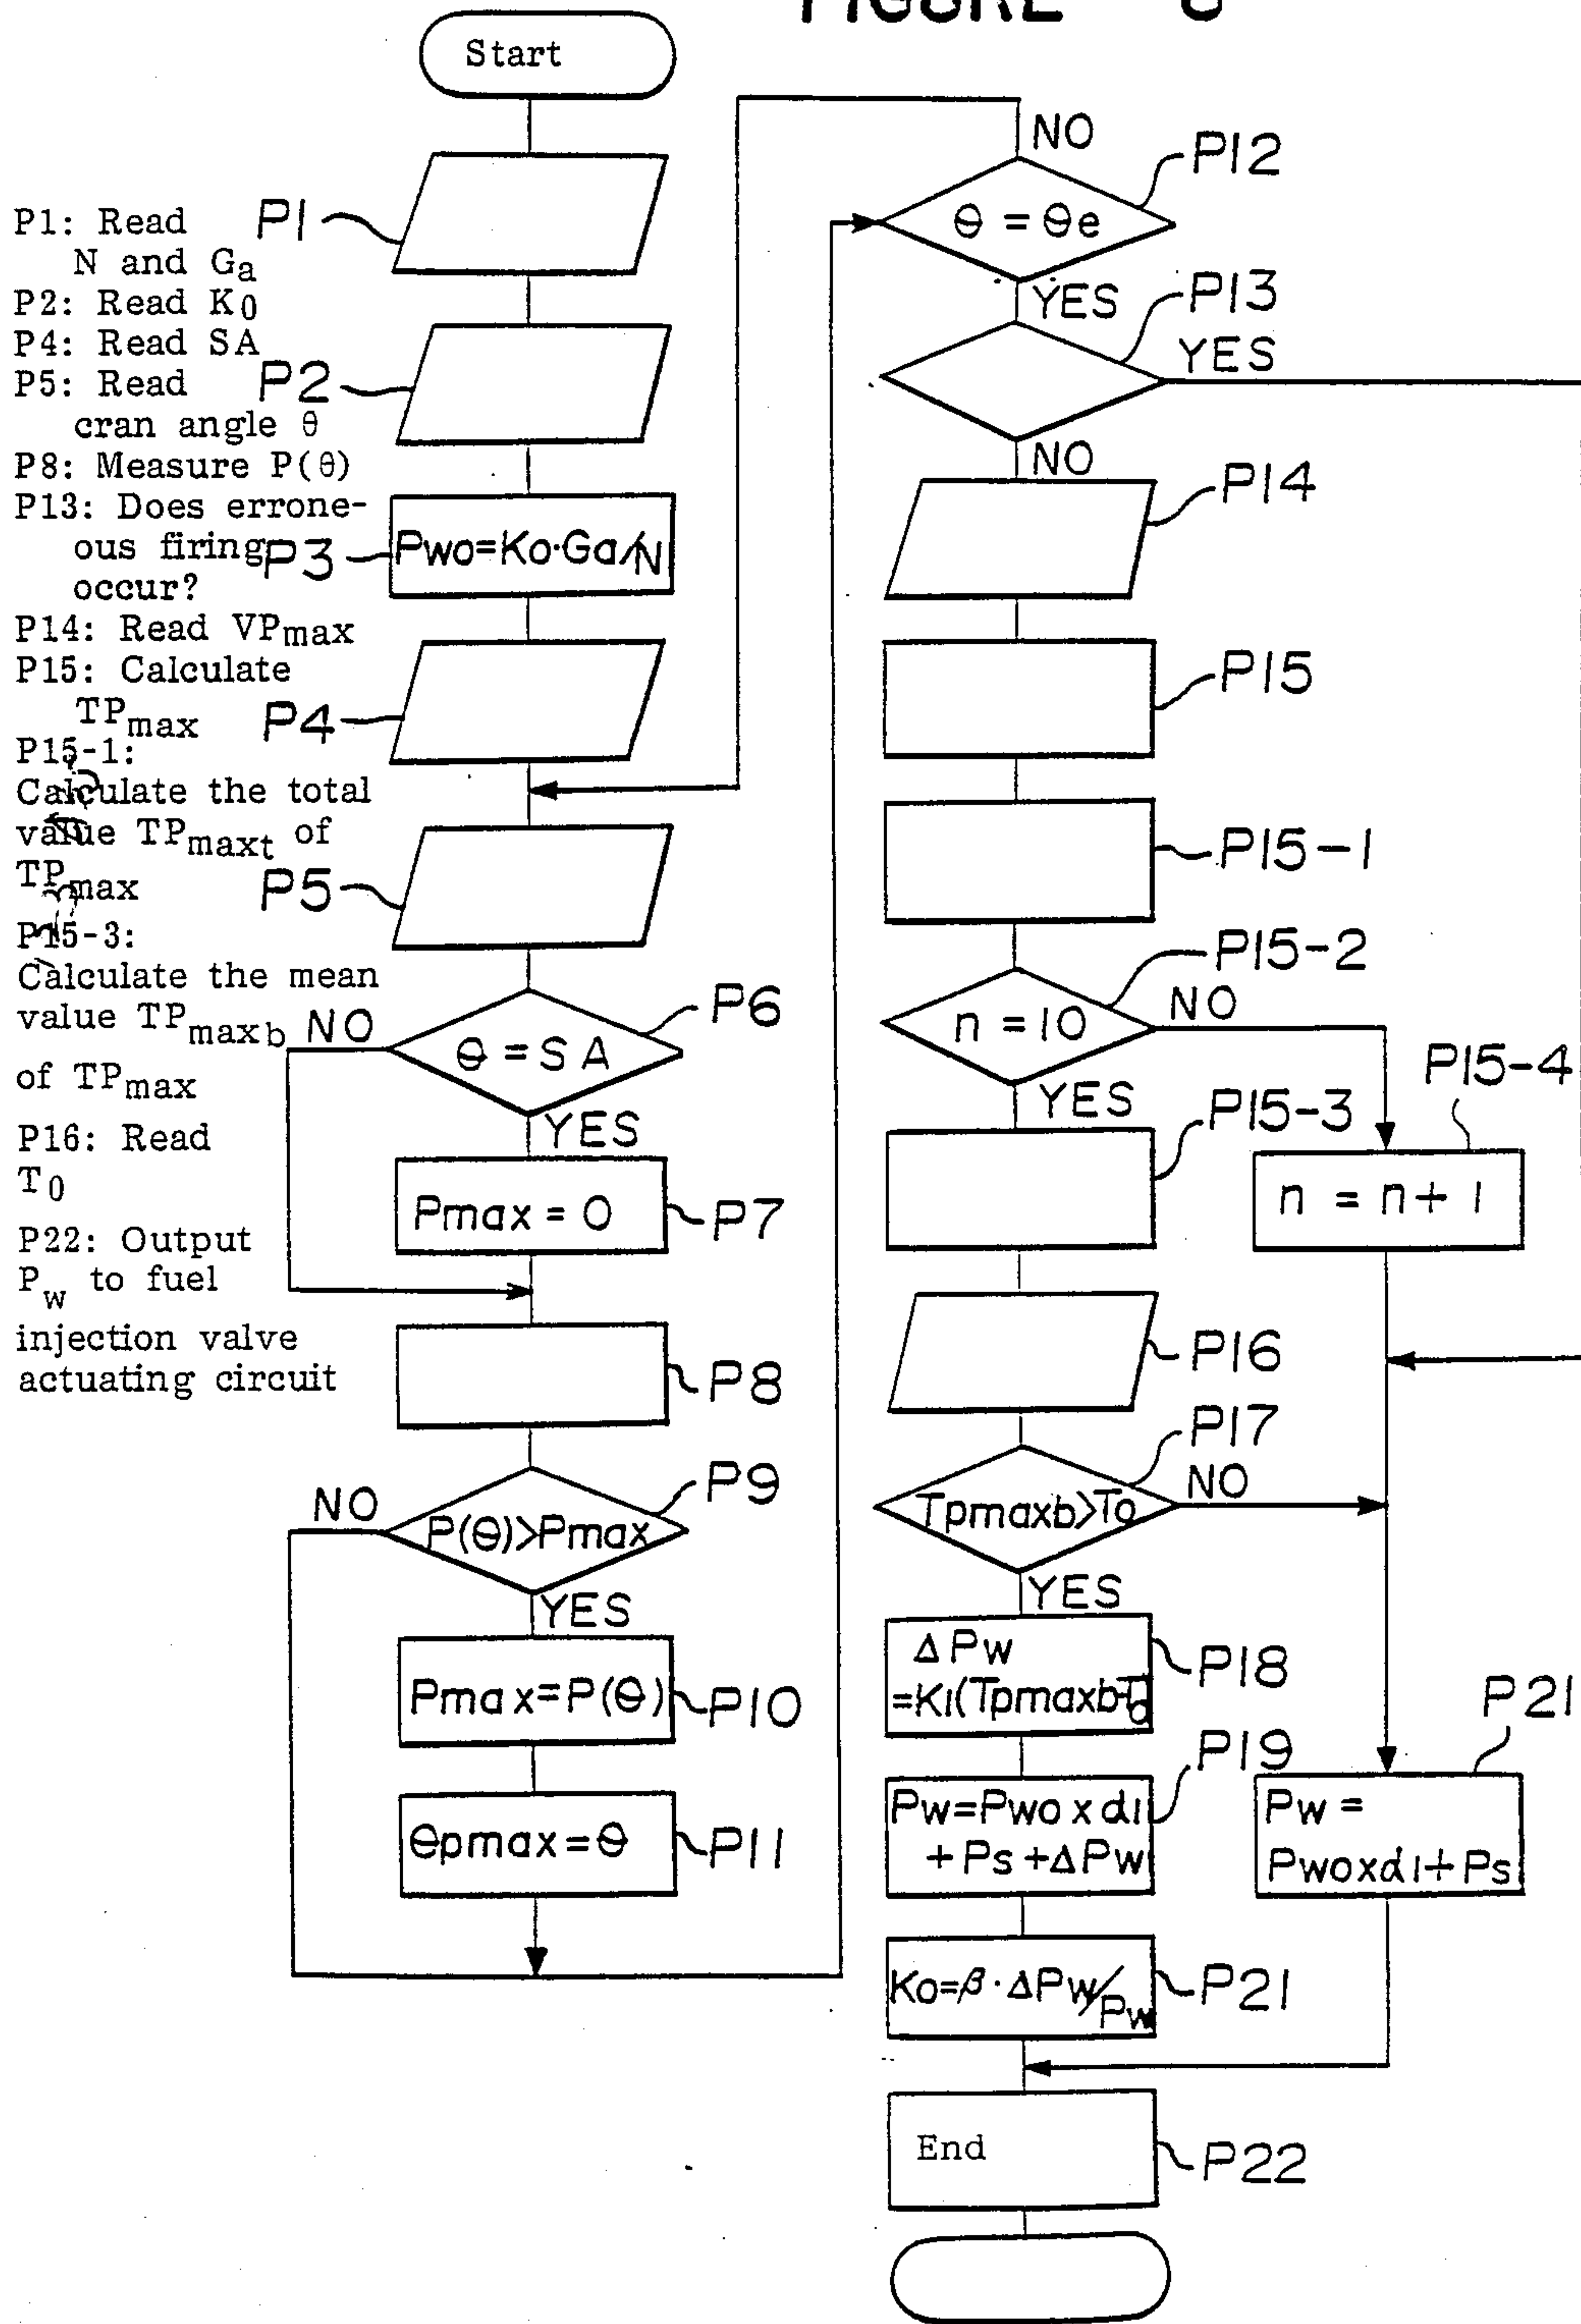 FIGURE
Start
P1: Read
N and Ga
P2: Read K0
P4: Read SA
P5: Read
cran angle θ
P8: Measure P(θ)
P13: Does errone-
ous firing
occur?
P14: Read VPmax
P15: Calculate
TPmax
P15-1:
Calculate the total
value TPmaxt of
TPmax
P15-3:
Calculate the mean
value TPmaxb
of TPmax
P16: Read
T0
P22: Output
Pw to fuel
injection valve
actuating circuit
P1
P2
P3
Pwo=Ko·Ga/N
P4
P5
P6
θ = SA
NO
YES
Pmax = 0
P7
P8
P9
NO
P(θ)>Pmax
YES
Pmax=P(θ)
P10
θpmax=θ
P11
NO
P12
θ = θe
YES
P13
YES
NO
P14
P15
P15-1
P15-2
n = 10
NO
YES
P15-4
n = n+ 1
P15-3
P16
P17
Tpmaxb>To
NO
YES
ΔPw
=K1(Tpmaxb-To
P18
Pw=Pwo x d1
+ Ps +ΔPw
P19
P21
Pw =
Pwoxd1+Ps
Ko=β·ΔPw/Pw
P21
End
P22